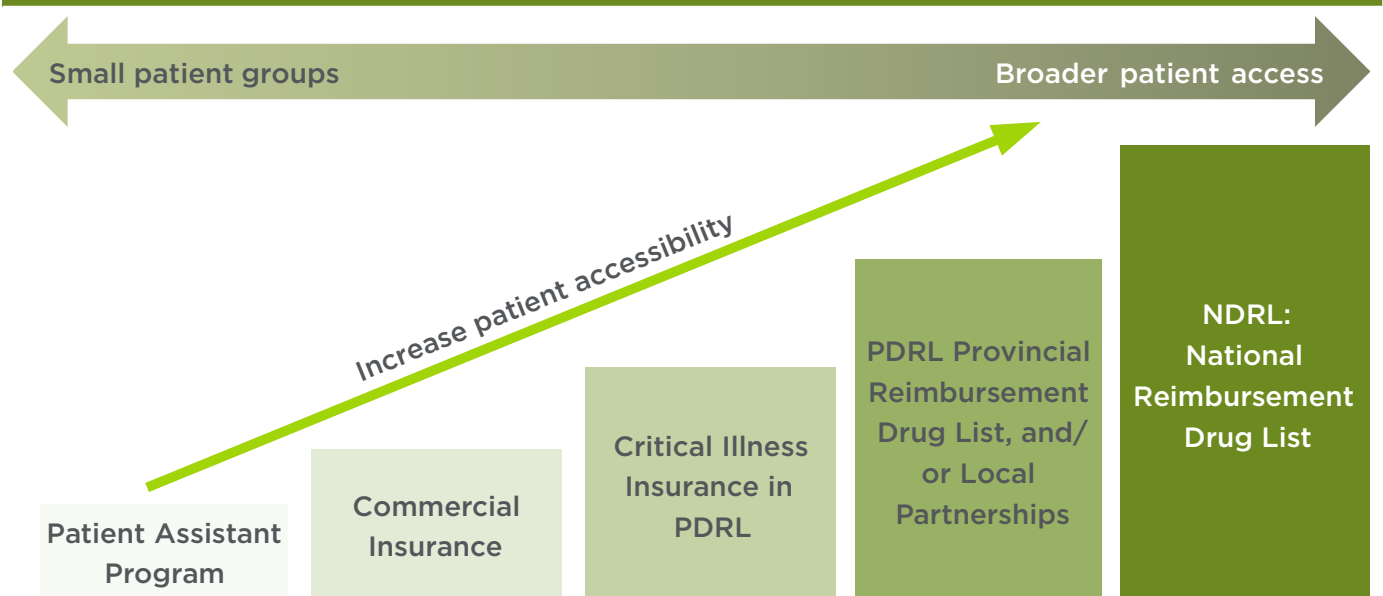 Small patient groups
Broader patient access
Increase patient accessibility
Patient Assistant
Program
Commercial
Insurance
Critical Illness
Insurance in
PDRL
PDRL Provincial
Reimbursement
Drug List, and/
or Local
Partnerships
NDRL:
National
Reimbursement
Drug List